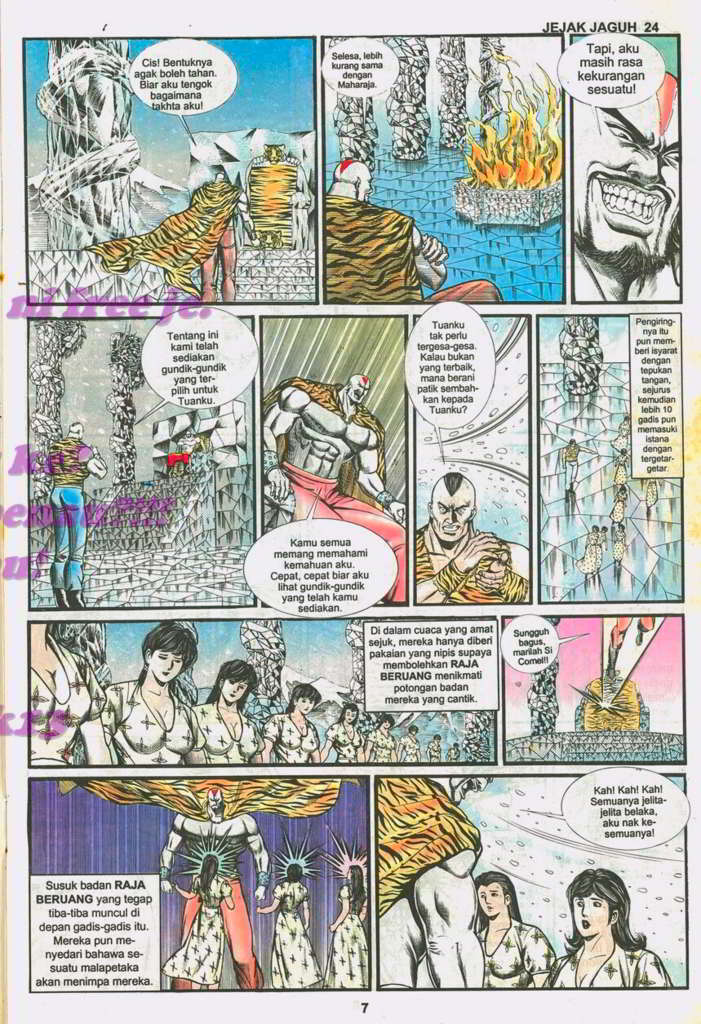 JEJAK JAGUH 24
Cis! Bentuknya
agak boleh tahan.
Biar aku tengok
bagaimana
takhta aku!
Selesa, lebih
kurang sama
dengan
Maharaja.
Tapi, aku
masih rasa
kekurangan
sesuatu!
ni free je.
Tentang ini
kami telah
sediakan
gundik-gundik
yang ter-
pilih untuk
Tuanku.
Kamu semua
memang memahami
kemahuan aku.
Cepat, cepat biar aku
lihat gundik-gundik
yang telah kamu
sediakan.
Tuanku
tak perlu
tergesa-gesa.
Kalau bukan
yang terbaik,
mana berani
patik sembah-
kan kepada
Tuanku?
Pengiring-
nya itu
pun mem-
beri isyarat
dengan
tepukan
tangan,
sejurus
kemudian
lebih 10
gadis pun
memasuki
istana
dengan
tergetar-
getar.
Di dalam cuaca yang amat
sejuk, mereka hanya diberi
pakaian yang nipis supaya
membolehkan RAJA
BERUANG menikmati
potongan badan
mereka yang cantik.
Sungguh
bagus,
marilah Si
Comel!!
Susuk badan RAJA
BERUANG yang tegap
tiba-tiba muncul di
depan gadis-gadis itu.
Mereka pun me-
nyedari bahawa se-
suatu malapetaka
akan menimpa mereka.
Kah! Kah! Kah!
Semuanya jelita-
jelita belaka,
aku nak ke-
semuanya!
7